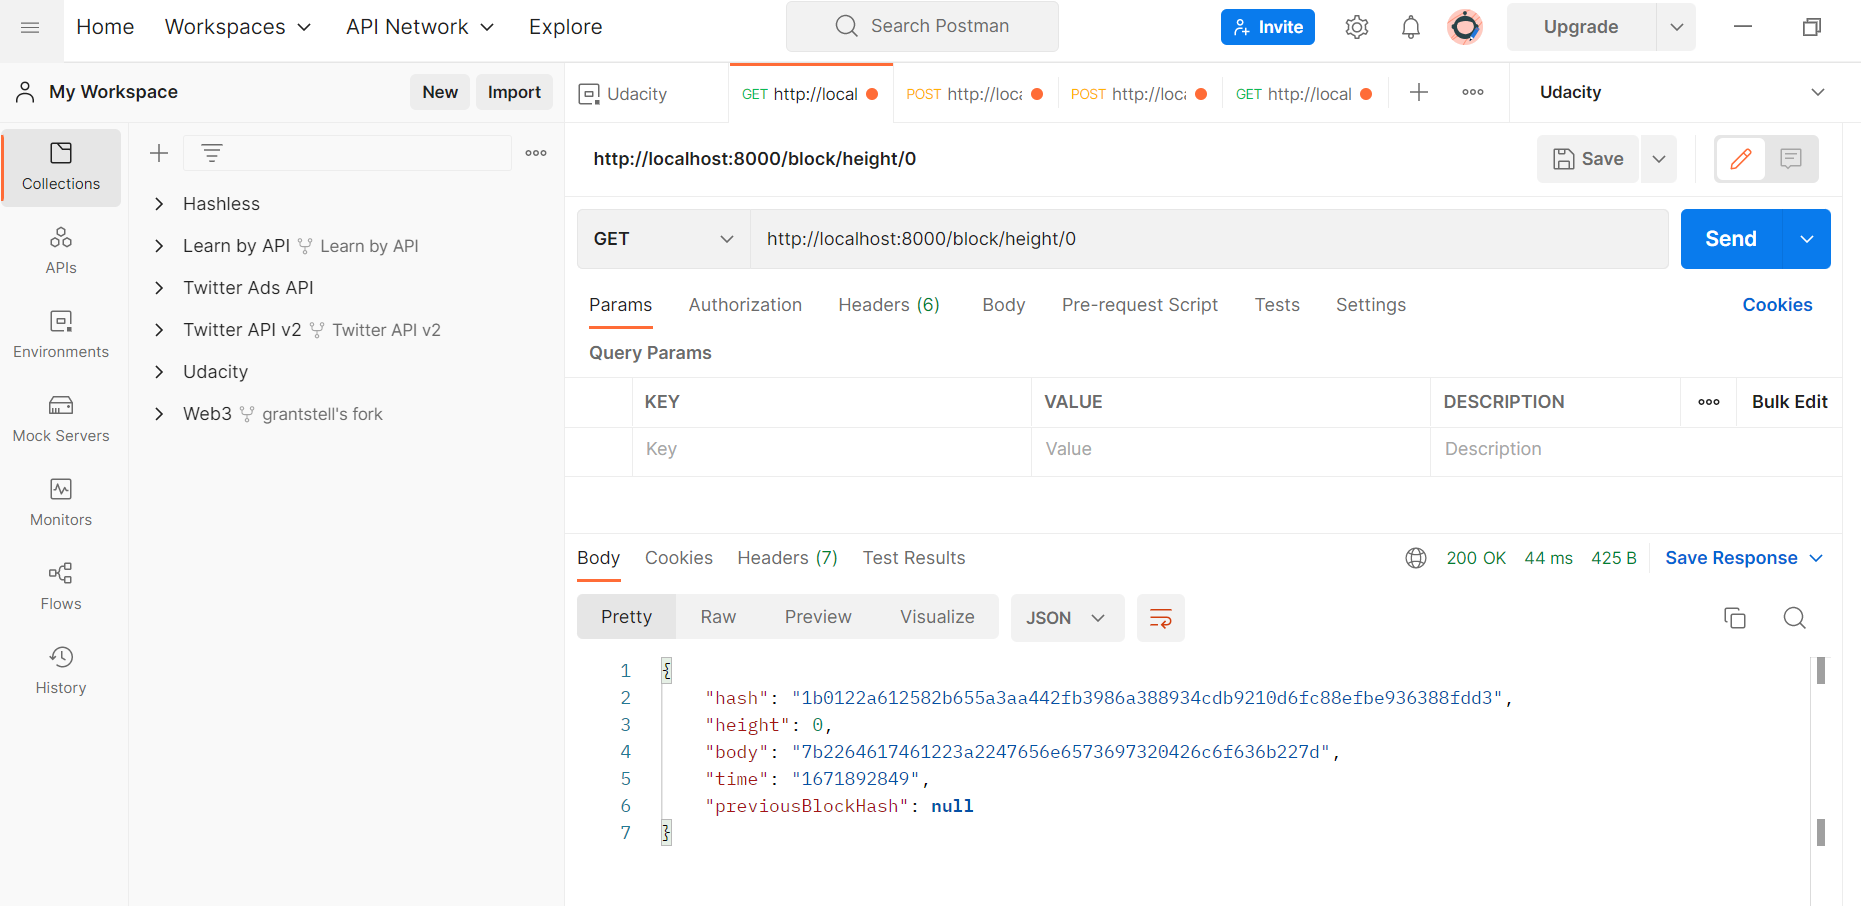 Home Workspaces API Network Explore Search Postman Invite Upgrade
My Workspace New Import Udacity GET http://local POST http://loca POST http://loca GET http://local Udacity
Collections
APIs
Environments
Mock Servers
Monitors
Flows
History
Hashless
Learn by API Learn by API
Twitter Ads API
Twitter API v2 Twitter API v2
Udacity
Web3 grantstell's fork
http://localhost:8000/block/height/0 Save
GET http://localhost:8000/block/height/0 Send
Params Authorization Headers (6) Body Pre-request Script Tests Settings Cookies
Query Params
KEY VALUE DESCRIPTION Bulk Edit
Key Value Description
Body Cookies Headers (7) Test Results 200 OK 44 ms 425 B Save Response
Pretty Raw Preview Visualize JSON
1 {
2 "hash": "1b0122a612582b655a3aa442fb3986a388934cdb9210d6fc88efbe936388fdd3",
3 "height": 0,
4 "body": "7b2264617461223a2247656e6573697320426c6f636b227d",
5 "time": "1671892849",
6 "previousBlockHash": null
7 }